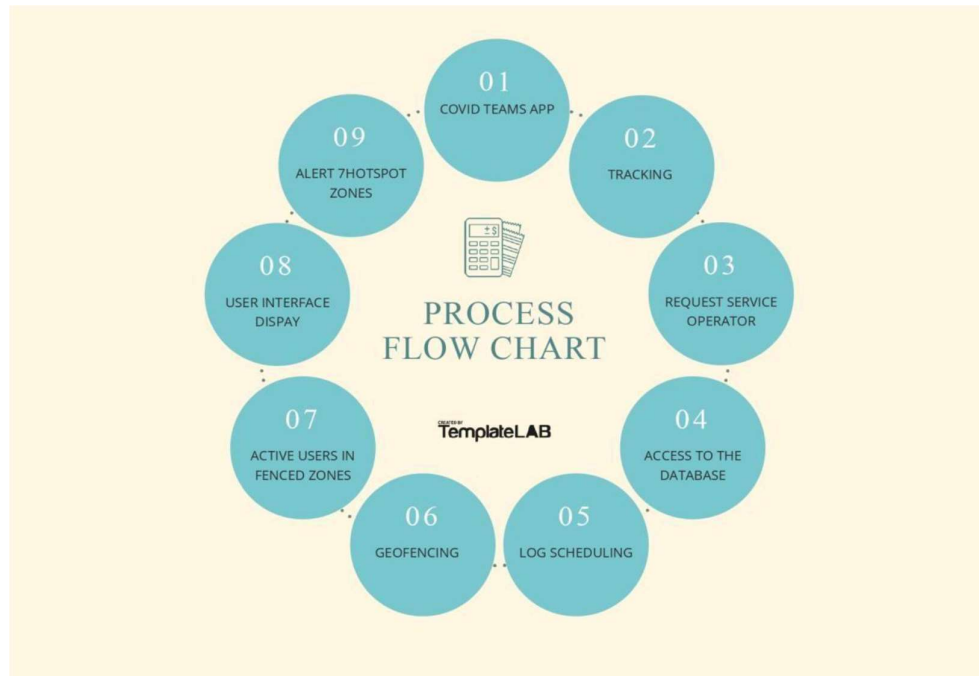 01
COVID TEAMS APP
02
TRACKING
03
REQUEST SERVICE
OPERATOR
04
ACCESS TO THE
DATABASE
05
LOG SCHEDULING
06
GEOFENCING
07
ACTIVE USERS IN
FENCED ZONES
08
USER INTERFACE
DISPAY
09
ALERT 7HOTSPOT
ZONES
± $
PROCESS
FLOW CHART
CREATED BY
TemplateLAB